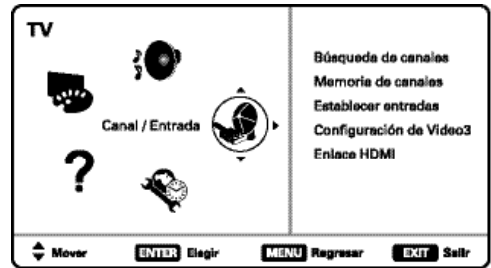 TV
Canal / Entrada
Búsqueda de canales
Memoria de canales
Establecer entradas
Configuración de Video3
Enlace HDMI
?
Mover ENTER Elegir MENU Regresar EXIT Salir